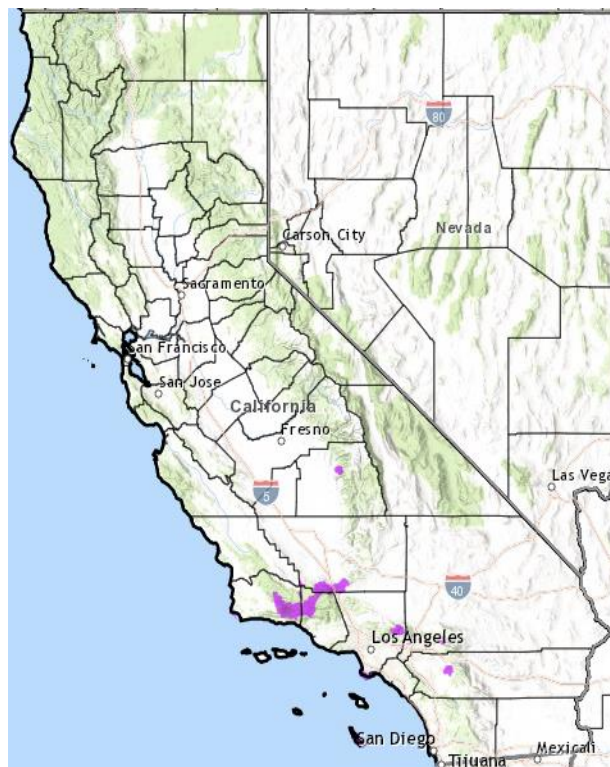 80
Carson City
Nevada
Sacramento
San Francisco
San Jose
California
Fresno
Las Vega
5
40
Los Angeles
San Diego
Mexicali
Tijuana